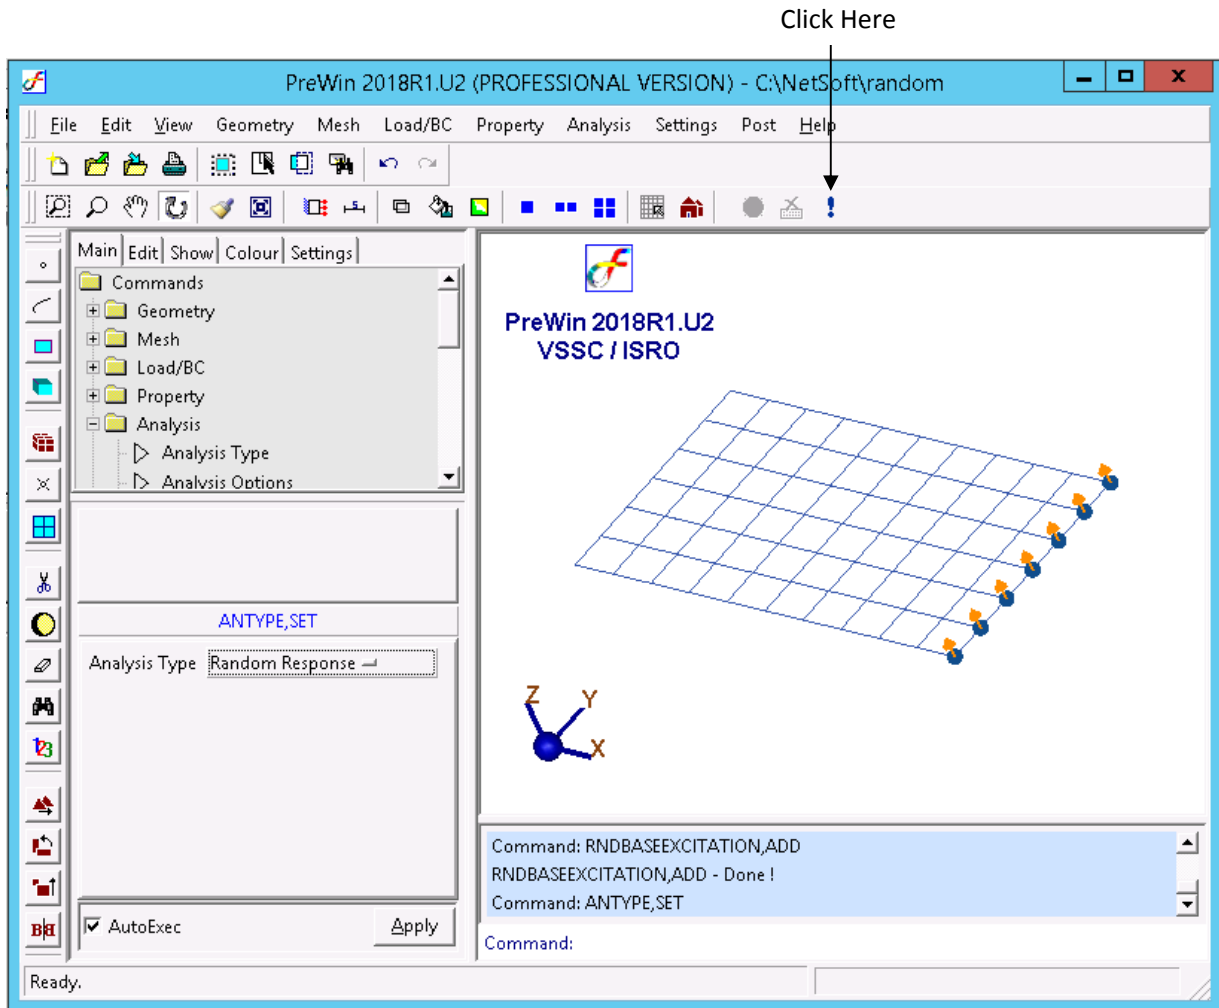 Click Here
PreWin 2018R1.U2 (PROFESSIONAL VERSION) - C:\NetSoft\random
File Edit View Geometry Mesh Load/BC Property Analysis Settings Post Help
Main Edit Show Colour Settings
Commands
Geometry
Mesh
Load/BC
Property
Analysis
Analysis Type
Analysis Options
PreWin 2018R1.U2
VSSC / ISRO
ANTYPE,SET
Analysis Type Random Response
Z
Y
X
123
Command: RNDBASEEXCITATION,ADD
RNDBASEEXCITATION,ADD - Done !
Command: ANTYPE,SET
AutoExec Apply
Command:
Ready.